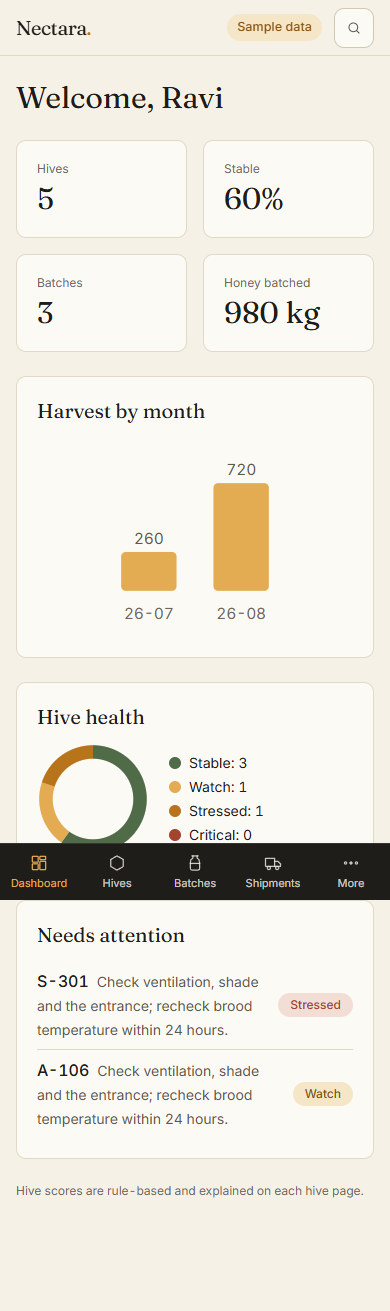 Nectara.
Sample data
Welcome, Ravi
Hives
5
Stable
60%
Batches
3
Honey batched
980 kg
Harvest by month
720
260
26-07
26-08
Hive health
Stable: 3
Watch: 1
Stressed: 1
Critical: 0
Dashboard
Hives
Batches
Shipments
More
Needs attention
S-301 Check ventilation, shade
and the entrance; recheck brood
temperature within 24 hours.
Stressed
A-106 Check ventilation, shade
and the entrance; recheck brood
temperature within 24 hours.
Watch
Hive scores are rule-based and explained on each hive page.